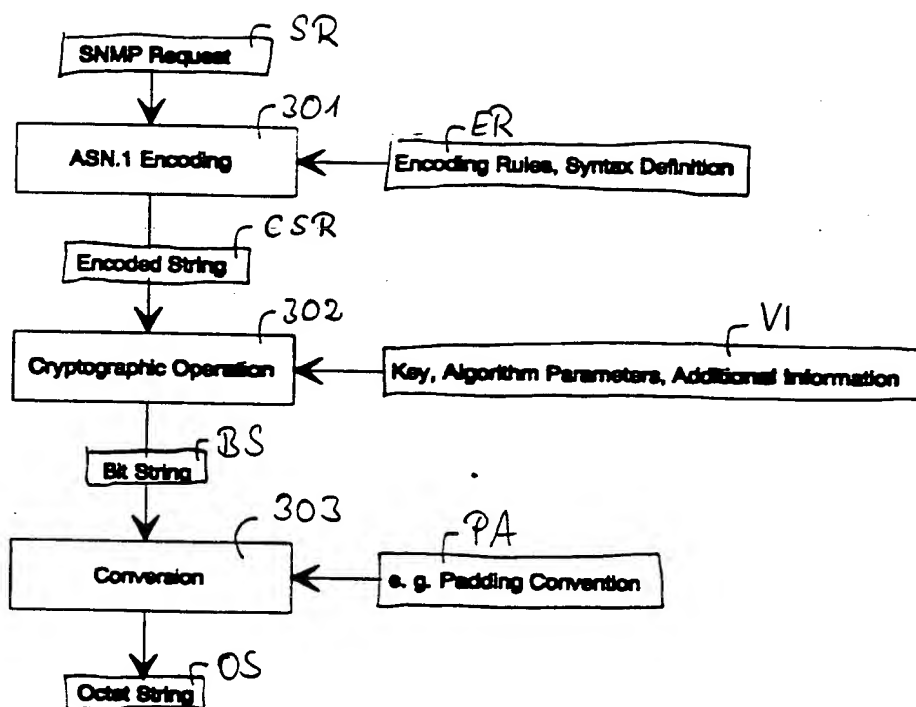 SR
SNMP Request
301
ER
ASN.1 Encoding
Encoding Rules, Syntax Definition
ESR
Encoded String
302
VI
Cryptographic Operation
Key, Algorithm Parameters, Additional Information
BS
Bit String
303
PA
Conversion
e. g. Padding Convention
OS
Octet String